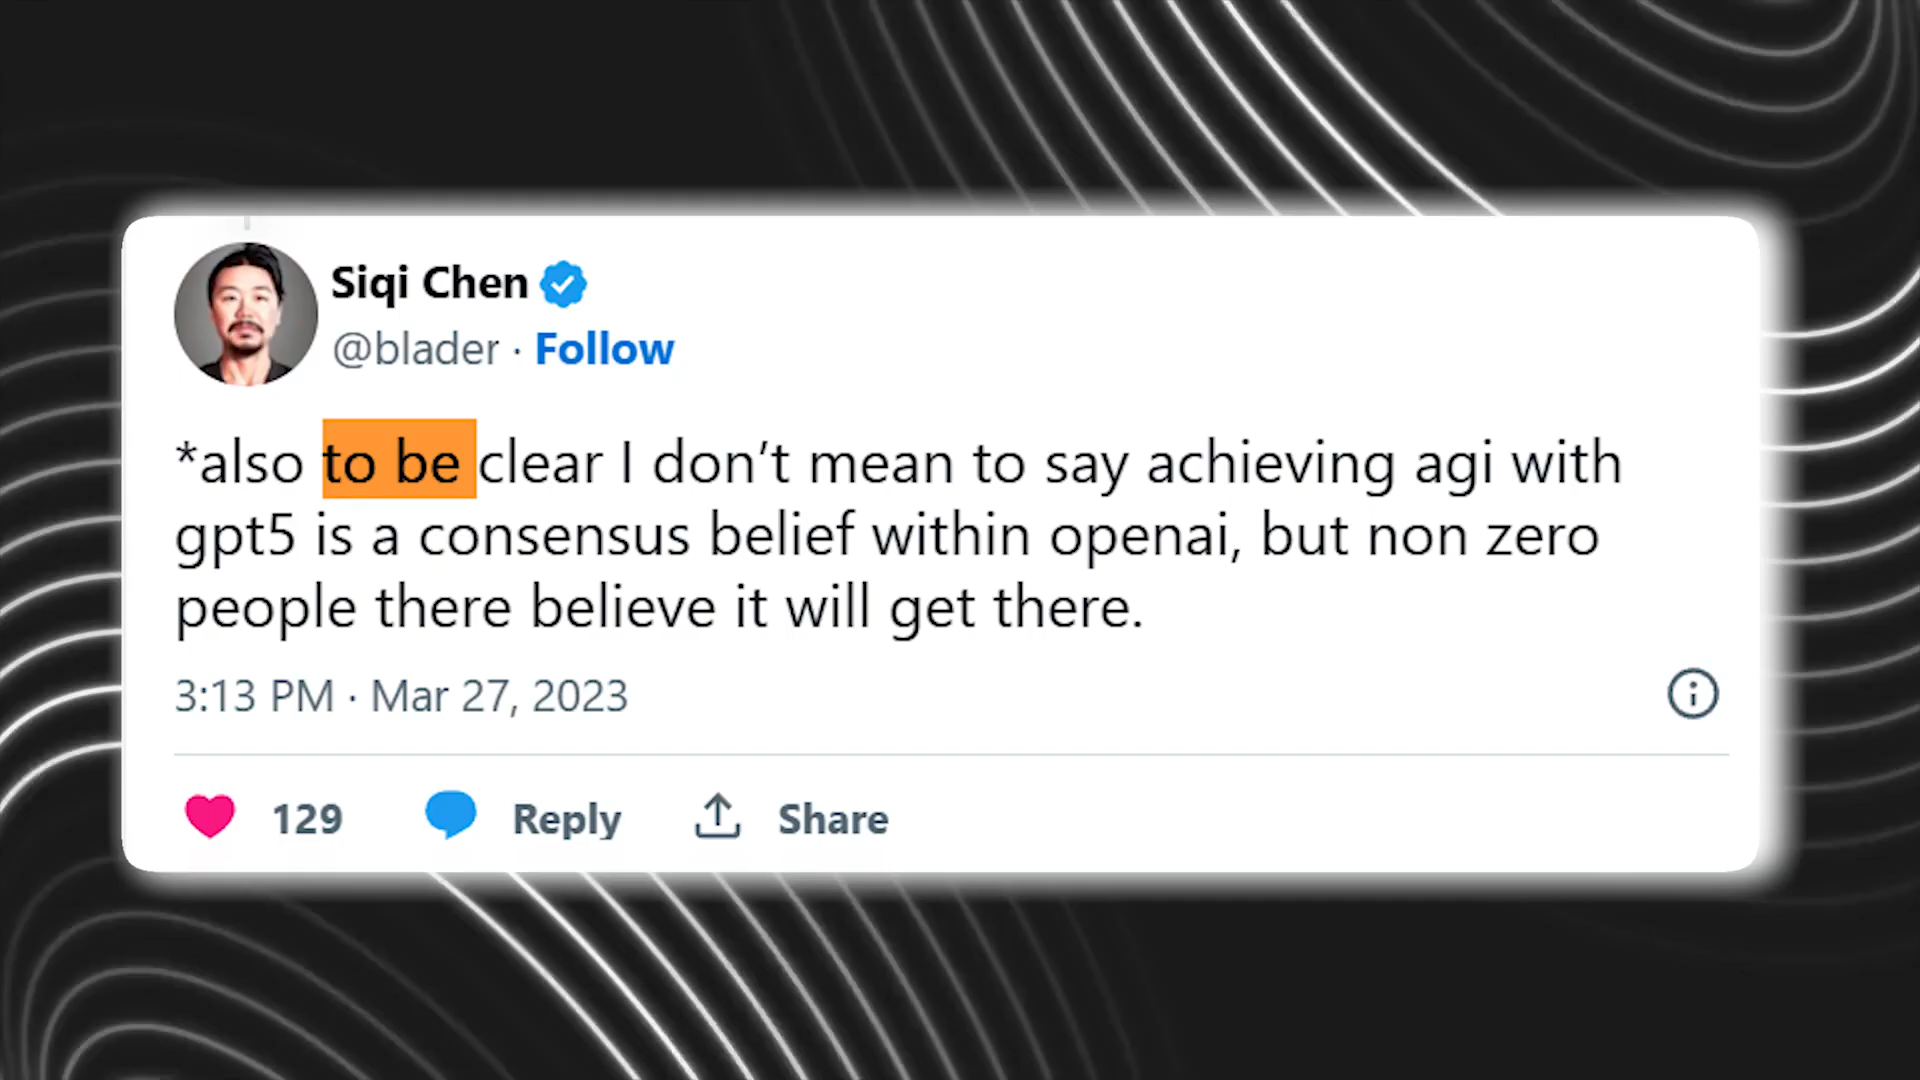 Siqi Chen
@blader · Follow
*also to be clear I don’t mean to say achieving agi with
gpt5 is a consensus belief within openai, but non zero
people there believe it will get there.
3:13 PM · Mar 27, 2023
129 Reply Share